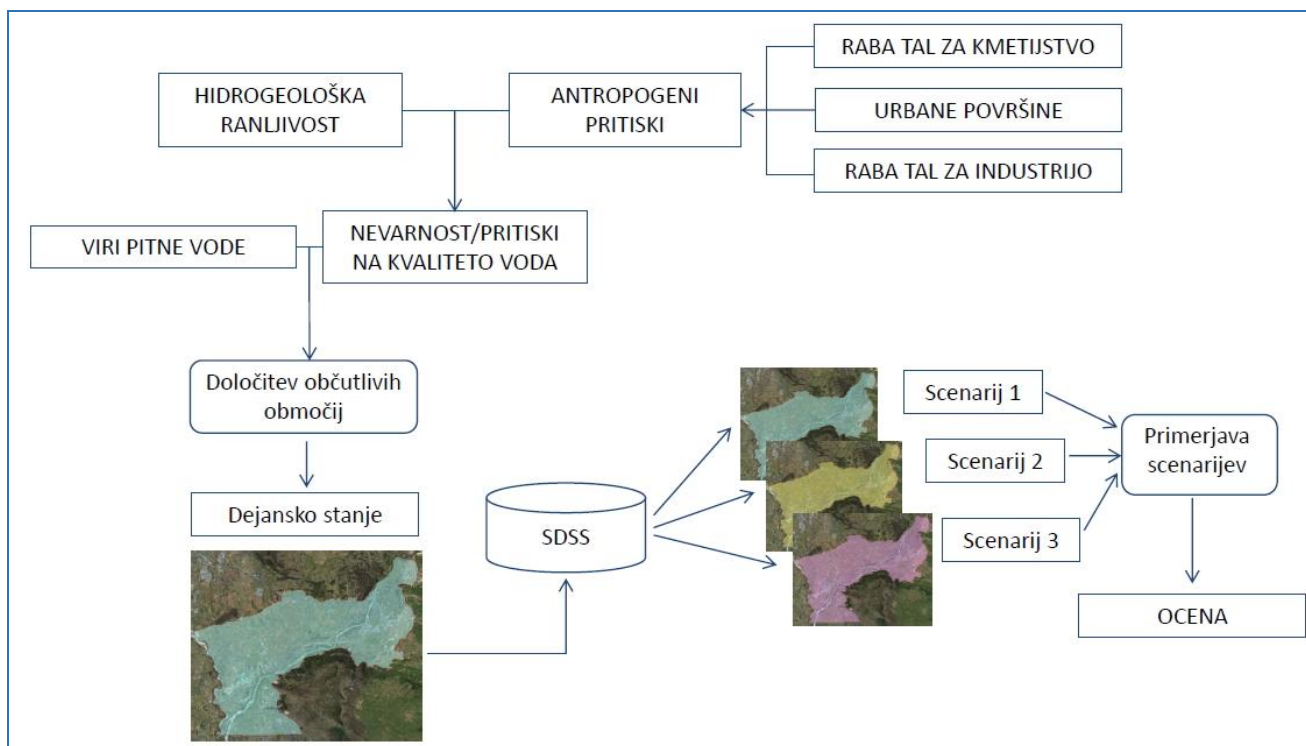 RABA TAL ZA KMETIJSTVO
HIDROGEOLOŠKA
RANLJIVOST
ANTROPOGENI
PRITISKI
URBANE POVRŠINE
RABA TAL ZA INDUSTRIJO
VIRI PITNE VODE
NEVARNOST/PRITISKI
NA KVALITETO VODA
Določitev občutlivih
območij
Dejansko stanje
SDSS
Scenarij 1
Scenarij 2
Scenarij 3
Primerjava
scenarijev
OCENA